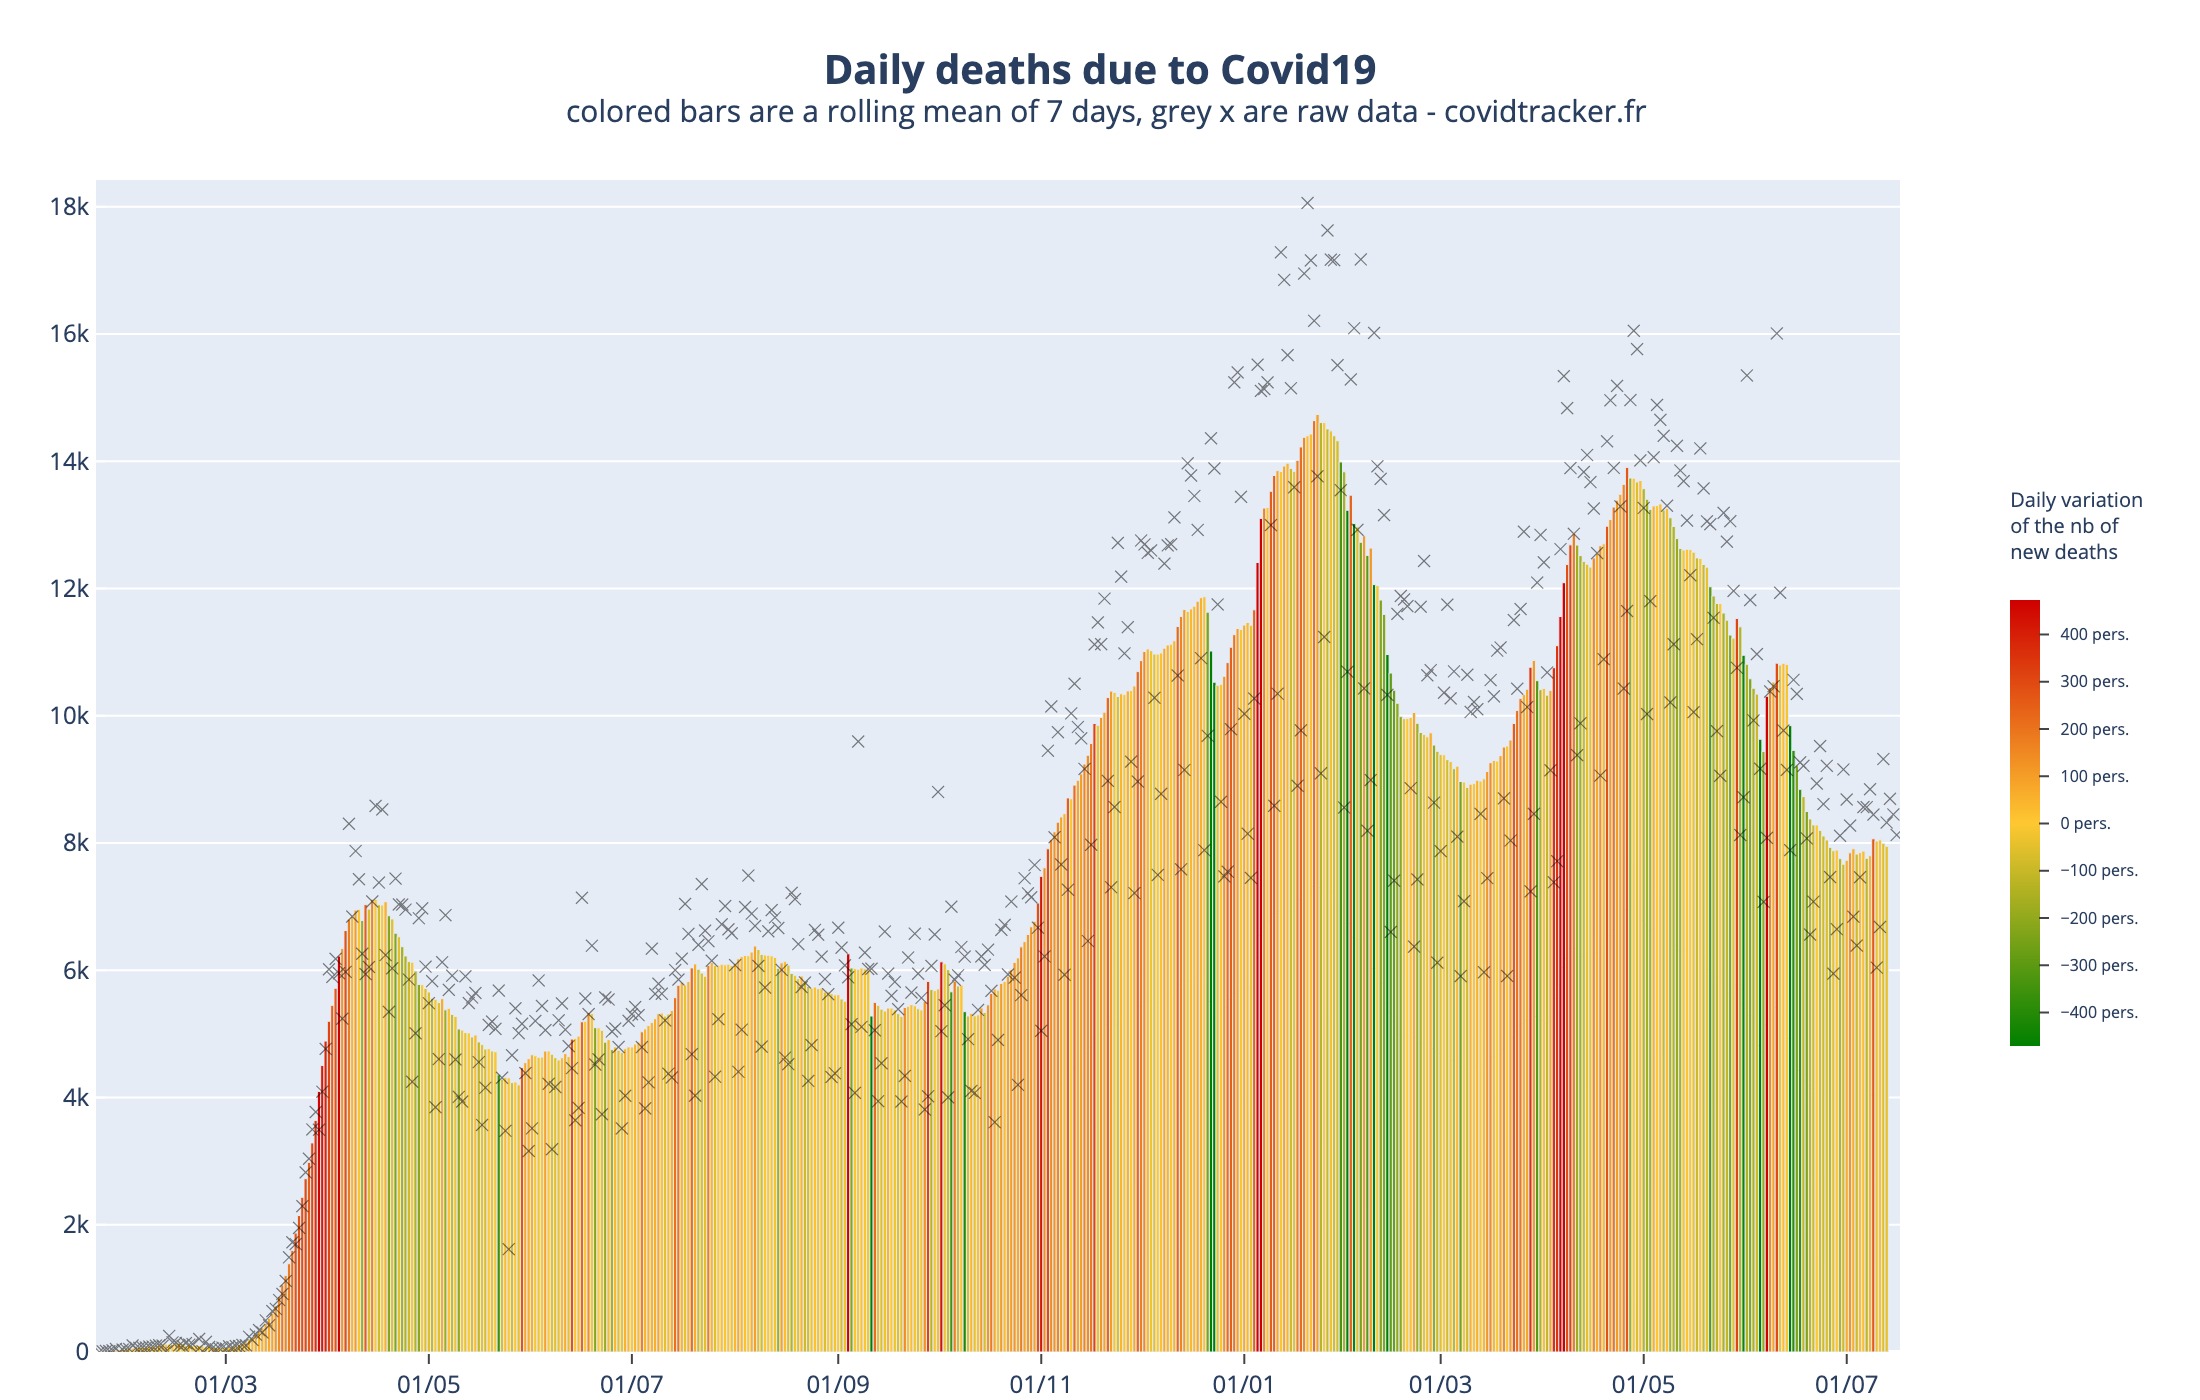 Daily deaths due to Covid19
colored bars are a rolling mean of 7 days, grey x are raw data - covidtracker.fr
18k
16k
14k
12k
10k
8k
6k
4k
2k
0
01/03
01/05
01/07
01/09
01/11
01/01
01/03
01/05
01/07
Daily variation
of the nb of
new deaths
400 pers.
300 pers.
200 pers.
100 pers.
0 pers.
−100 pers.
−200 pers.
−300 pers.
−400 pers.